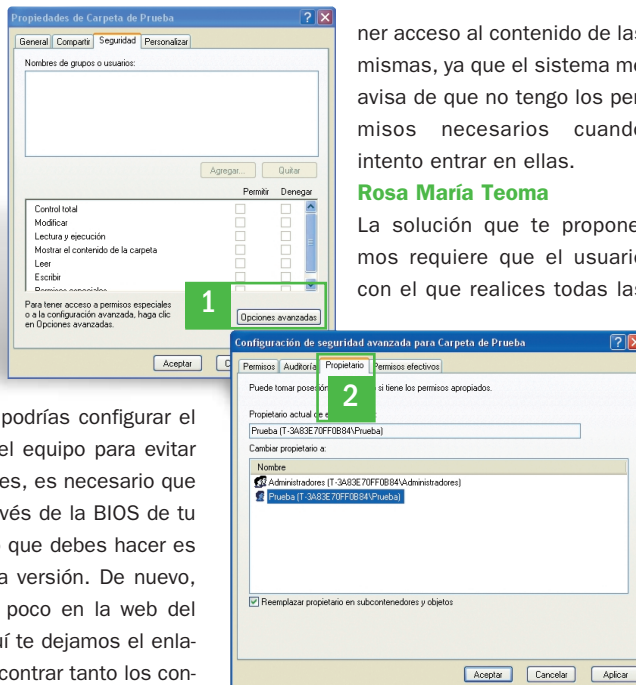 Propiedades de Carpeta de Prueba
General Compartir Seguridad Personalizar
Nombres de grupos o usuarios:
Agregar... Quitar
Permitir Denegar
Control total
Modificar
Lectura y ejecución
Mostrar el contenido de la carpeta
Leer
Escribir
Permisos especiales
Para tener acceso a permisos especiales
o a la configuración avanzada, haga clic
en Opciones avanzadas.
1
Opciones avanzadas
Aceptar
ner acceso al contenido de las
mismas, ya que el sistema me
avisa de que no tengo los per
misos necesarios cuando
intento entrar en ellas.
Rosa María Teoma
La solución que te propone
mos requiere que el usuario
con el que realices todas las
Configuración de seguridad avanzada para Carpeta de Prueba
Permisos Auditoría Propietario Permisos efectivos
2
Puede tomar si tiene los permisos apropiados.
Propietario actual de
Prueba (T-3A83E70FF0B84\Prueba)
Cambiar propietario a:
Nombre
Administradores (T-3A83E70FF0B84\Administradores)
Prueba (T-3A83E70FF0B84\Prueba)
Reemplazar propietario en subcontenedores y objetos
Aceptar Cancelar Aplicar
podrías configurar el
el equipo para evitar
es, es necesario que
vés de la BIOS de tu
que debes hacer es
a versión. De nuevo,
poco en la web del
uí te dejamos el enla-
contrar tanto los con-